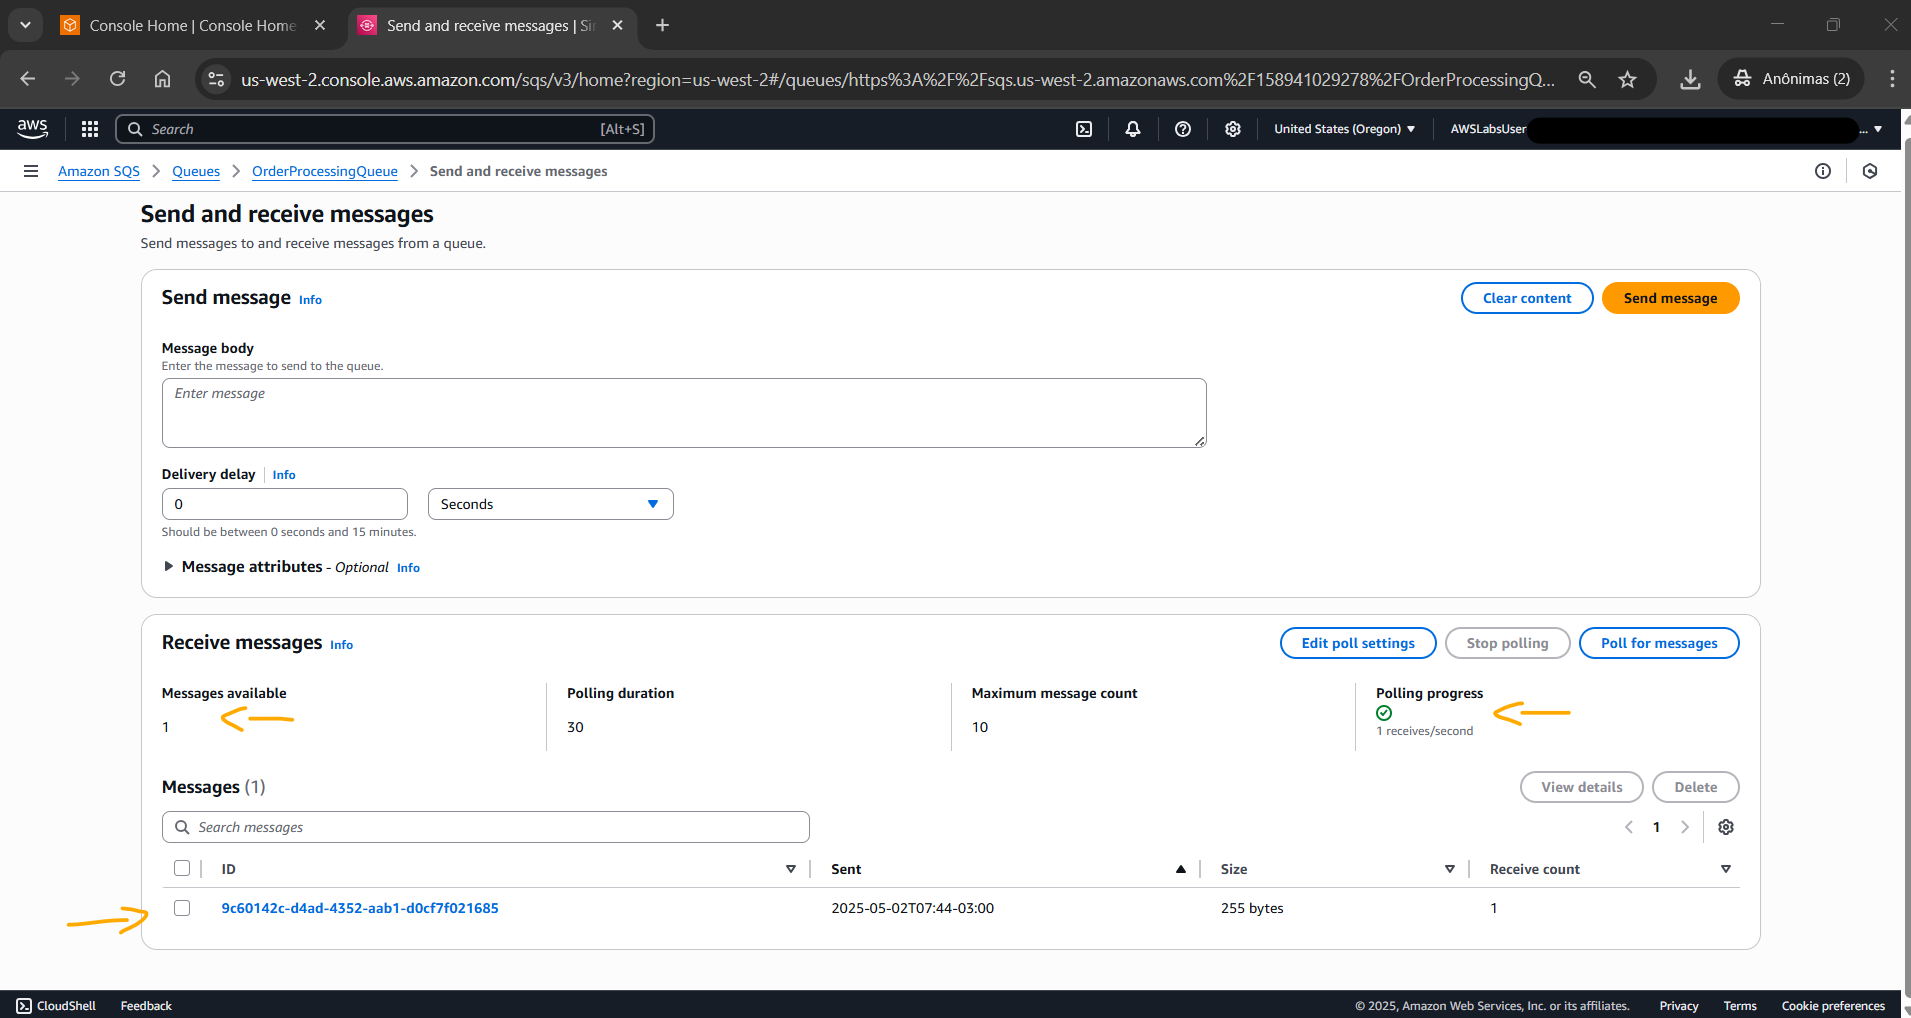 Console Home | Console Home
Send and receive messages | Si
us-west-2.console.aws.amazon.com/sqs/v3/home?region=us-west-2#/queues/https%3A%2F%2Fsqs.us-west-2.amazonaws.com%2F158941029278%2FOrderProcessingQ...
Anônimas (2)
aws
Search
[Alt+S]
United States (Oregon)
AWSLabsUser
...
Amazon SQS
Queues
OrderProcessingQueue
Send and receive messages
Send and receive messages
Send messages to and receive messages from a queue.
Send message Info
Clear content
Send message
Message body
Enter the message to send to the queue.
Enter message
Delivery delay
Info
0
Seconds
Should be between 0 seconds and 15 minutes.
Message attributes - Optional Info
Receive messages Info
Edit poll settings
Stop polling
Poll for messages
Messages available
1
Polling duration
30
Maximum message count
10
Polling progress
1 receives/second
Messages (1)
View details
Delete
Search messages
1
ID
Sent
Size
Receive count
9c60142c-d4ad-4352-aab1-d0cf7f021685
2025-05-02T07:44-03:00
255 bytes
1
CloudShell
Feedback
© 2025, Amazon Web Services, Inc. or its affiliates.
Privacy
Terms
Cookie preferences